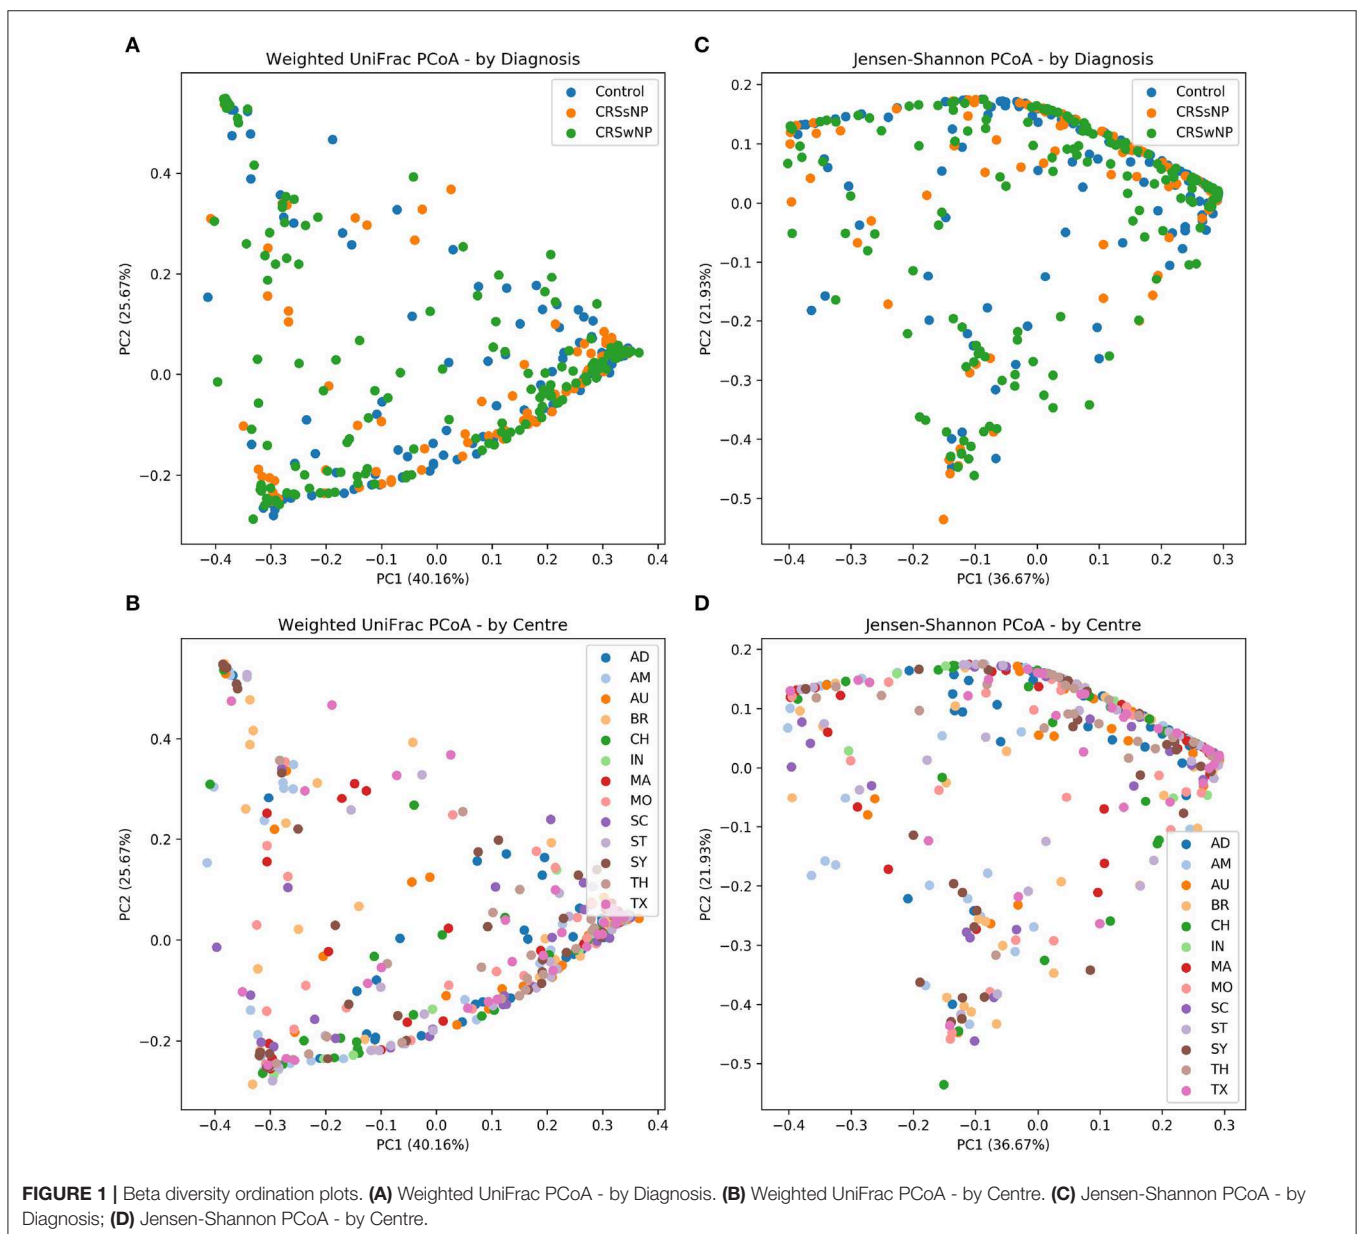 A
Weighted UniFrac PCoA - by Diagnosis
Control
CRSsNP
CRSwNP
0.4
0.2
0.0
−0.2
PC2 (25.67%)
−0.4
−0.3
−0.2
−0.1
0.0
0.1
0.2
0.3
0.4
PC1 (40.16%)
C
Jensen-Shannon PCoA - by Diagnosis
Control
CRSsNP
CRSwNP
0.2
0.1
0.0
−0.1
−0.2
−0.3
−0.4
−0.5
PC2 (21.93%)
−0.4
−0.3
−0.2
−0.1
0.0
0.1
0.2
0.3
PC1 (36.67%)
B
Weighted UniFrac PCoA - by Centre
AD
AM
AU
BR
CH
IN
MA
MO
SC
ST
SY
TH
TX
0.4
0.2
0.0
−0.2
PC2 (25.67%)
−0.4
−0.3
−0.2
−0.1
0.0
0.1
0.2
0.3
0.4
PC1 (40.16%)
D
Jensen-Shannon PCoA - by Centre
0.2
0.1
0.0
−0.1
−0.2
−0.3
−0.4
−0.5
PC2 (21.93%)
AD
AM
AU
BR
CH
IN
MA
MO
SC
ST
SY
TH
TX
−0.4
−0.3
−0.2
−0.1
0.0
0.1
0.2
0.3
PC1 (36.67%)
FIGURE 1 | Beta diversity ordination plots. (A) Weighted UniFrac PCoA - by Diagnosis. (B) Weighted UniFrac PCoA - by Centre. (C) Jensen-Shannon PCoA - by
Diagnosis; (D) Jensen-Shannon PCoA - by Centre.